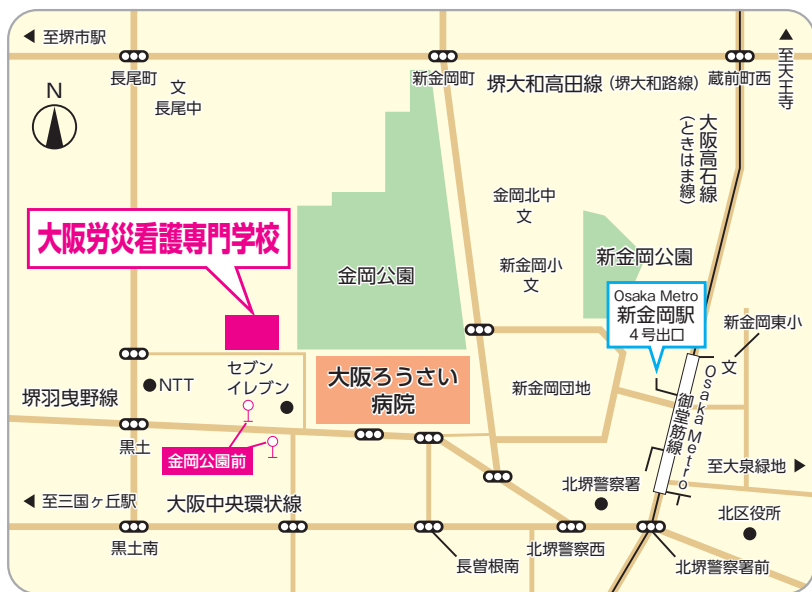 至堺市駅
長尾町
文
長尾中
新金岡町
堺大和高田線（堺大和路線）
蔵前町西
至天王寺
N
大阪高石線
（ときはま線）
金岡北中
文
大阪労災看護専門学校
金岡公園
新金岡小
文
新金岡公園
Osaka Metro
新金岡駅
4号出口
新金岡東小
文
セブン
イレブン
NTT
大阪ろうさい
病院
新金岡団地
堺羽曳野線
Osaka Metro
御堂筋線
黒土
金岡公園前
至大泉緑地
至三国ヶ丘駅
大阪中央環状線
北堺警察署
北区役所
黒土南
長曽根南
北堺警察西
北堺警察署前